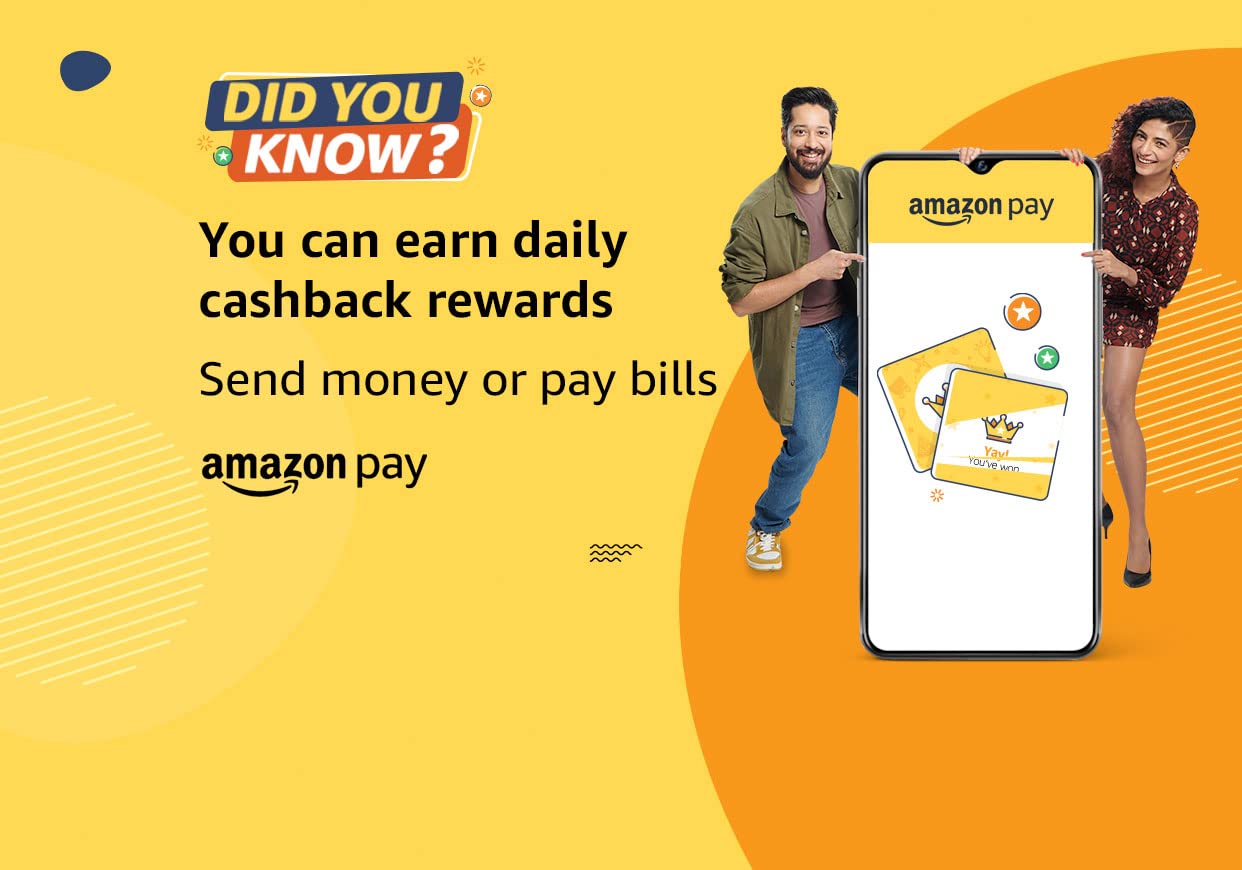 DID YOU
KNOW?
You can earn daily
cashback rewards
Send money or pay bills
amazon pay
amazon pay
Yay!
You've won